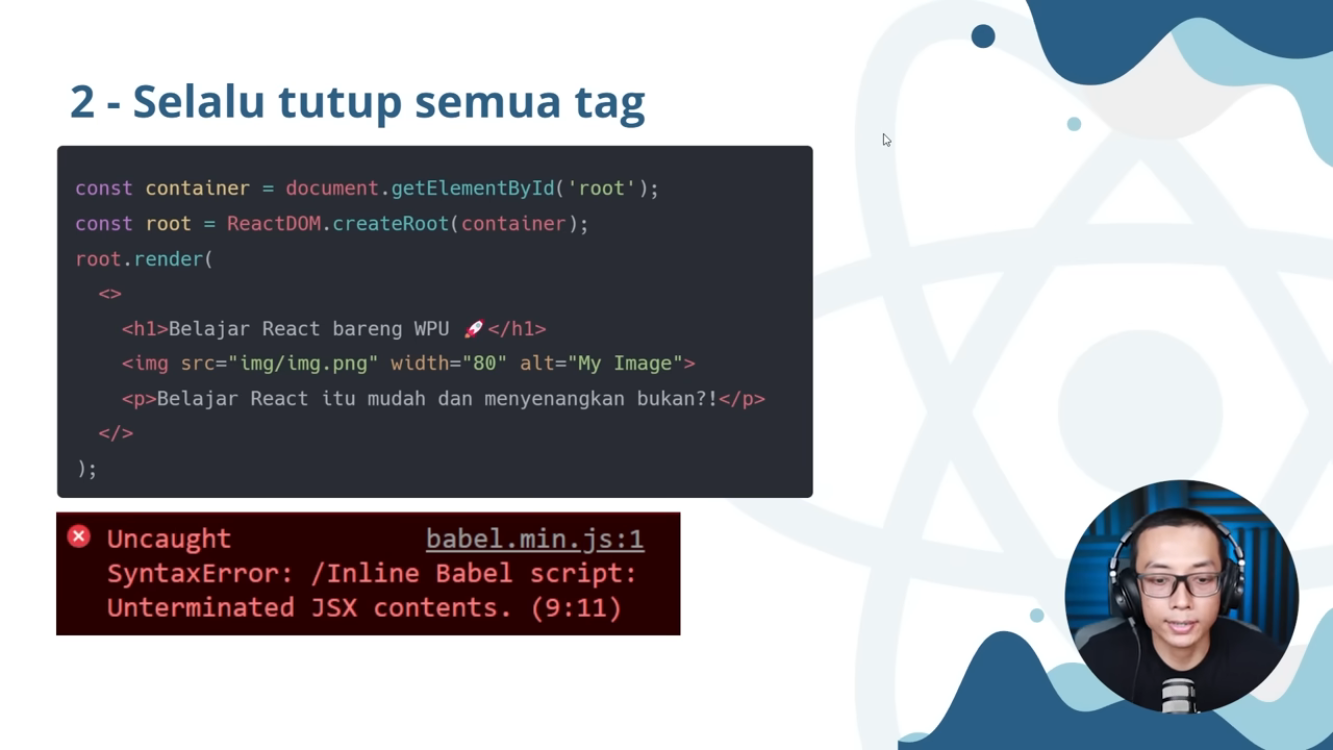 2 - Selalu tutup semua tag
const container = document.getElementById('root');
const root = ReactDOM.createRoot(container);
root.render(
<>
<h1>Belajar React bareng WPU 🚀</h1>
<img src="img/img.png" width="80" alt="My Image">
<p>Belajar React itu mudah dan menyenangkan bukan?!</p>
</>
);
Uncaught babel.min.js:1
SyntaxError: /Inline Babel script:
Unterminated JSX contents. (9:11)